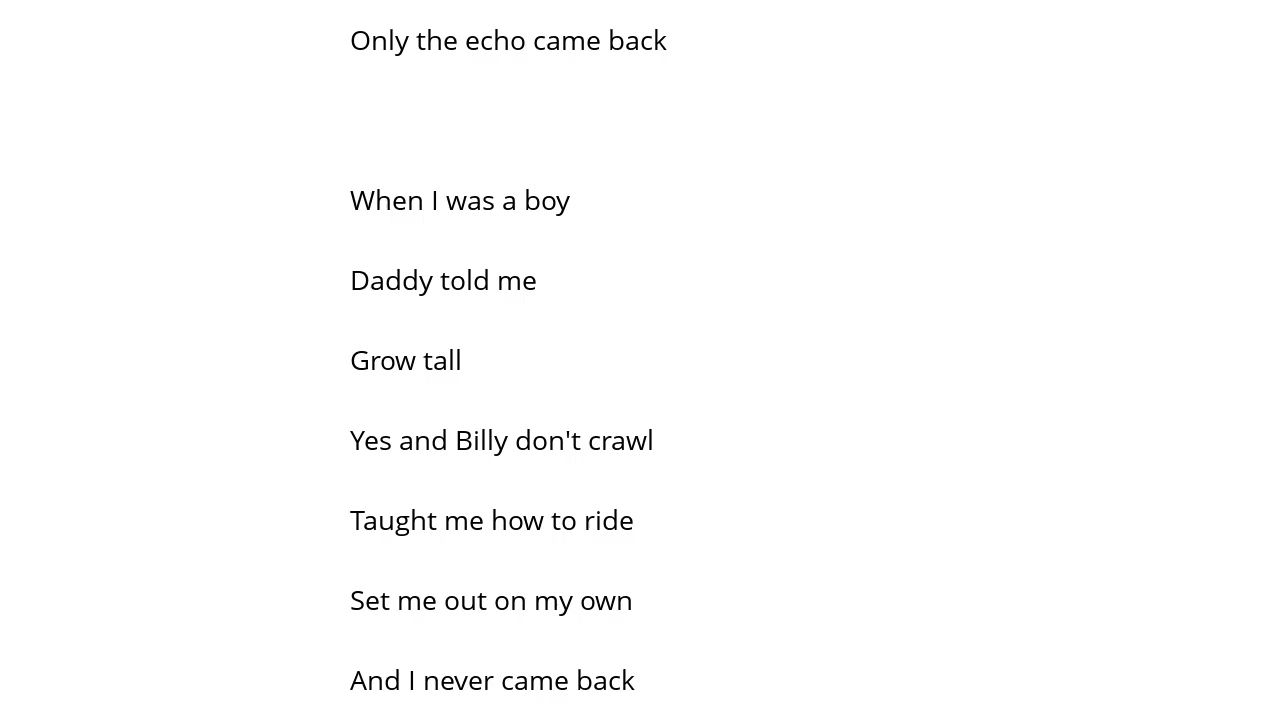 Only the echo came back
When I was a boy
Daddy told me
Grow tall
Yes and Billy don't crawl
Taught me how to ride
Set me out on my own
And I never came back